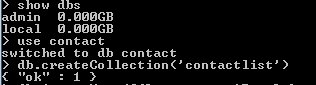 > show dbs
admin  0.000GB
local  0.000GB
> use contact
switched to db contact
> db.createCollection('contactlist')
{ "ok" : 1 }